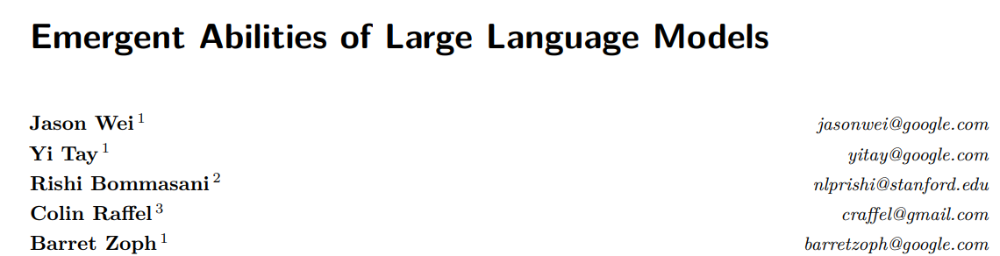 Emergent Abilities of Large Language Models
Jason Wei 1 jasonwei@google.com
Yi Tay 1 yitay@google.com
Rishi Bommasani 2 nlprishi@stanford.edu
Colin Raffel 3 craffel@gmail.com
Barret Zoph 1 barretzoph@google.com